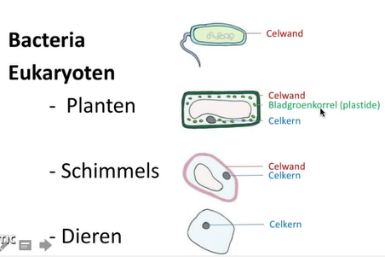 Bacteria
Celwand
Eukaryoten
- Planten
Celwand
Bladgroenkorrel (plastide)
Celkern
- Schimmels
Celwand
Celkern
- Dieren
Celkern